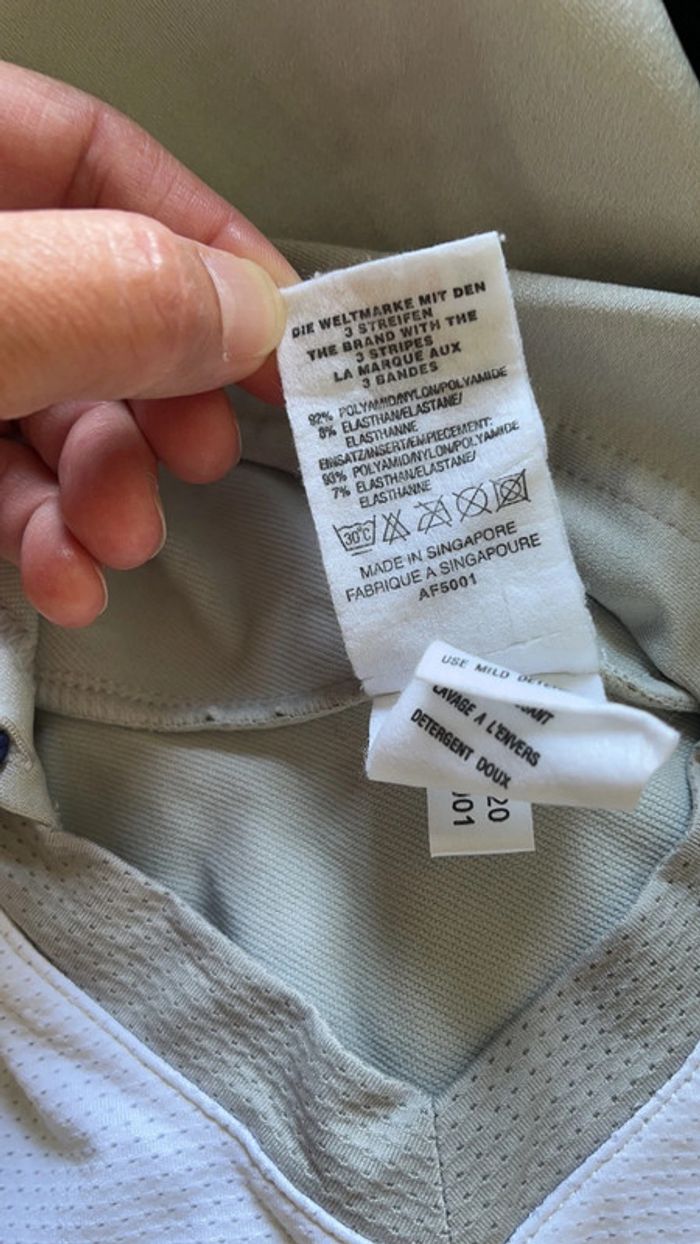 DIE WELTMARKE MIT DEN
3 STREIFEN
THE BRAND WITH THE
3 STRIPES
LA MARQUE AUX
3 BANDES
92% POLYAMID/NYLON/POLYAMIDE
8% ELASTHAN/ELASTANE/
ELASTHANNE
EINSATZ/INSERT/EMPIECEMENT:
93% POLYAMID/NYLON/POLYAMIDE
7% ELASTHAN/ELASTANE/
ELASTHANNE
30°C
MADE IN SINGAPORE
FABRIQUE A SINGAPOURE
AF5001
USE MILD
LAVAGE A L'ENVERS
DETERGENT DOUX
20
001